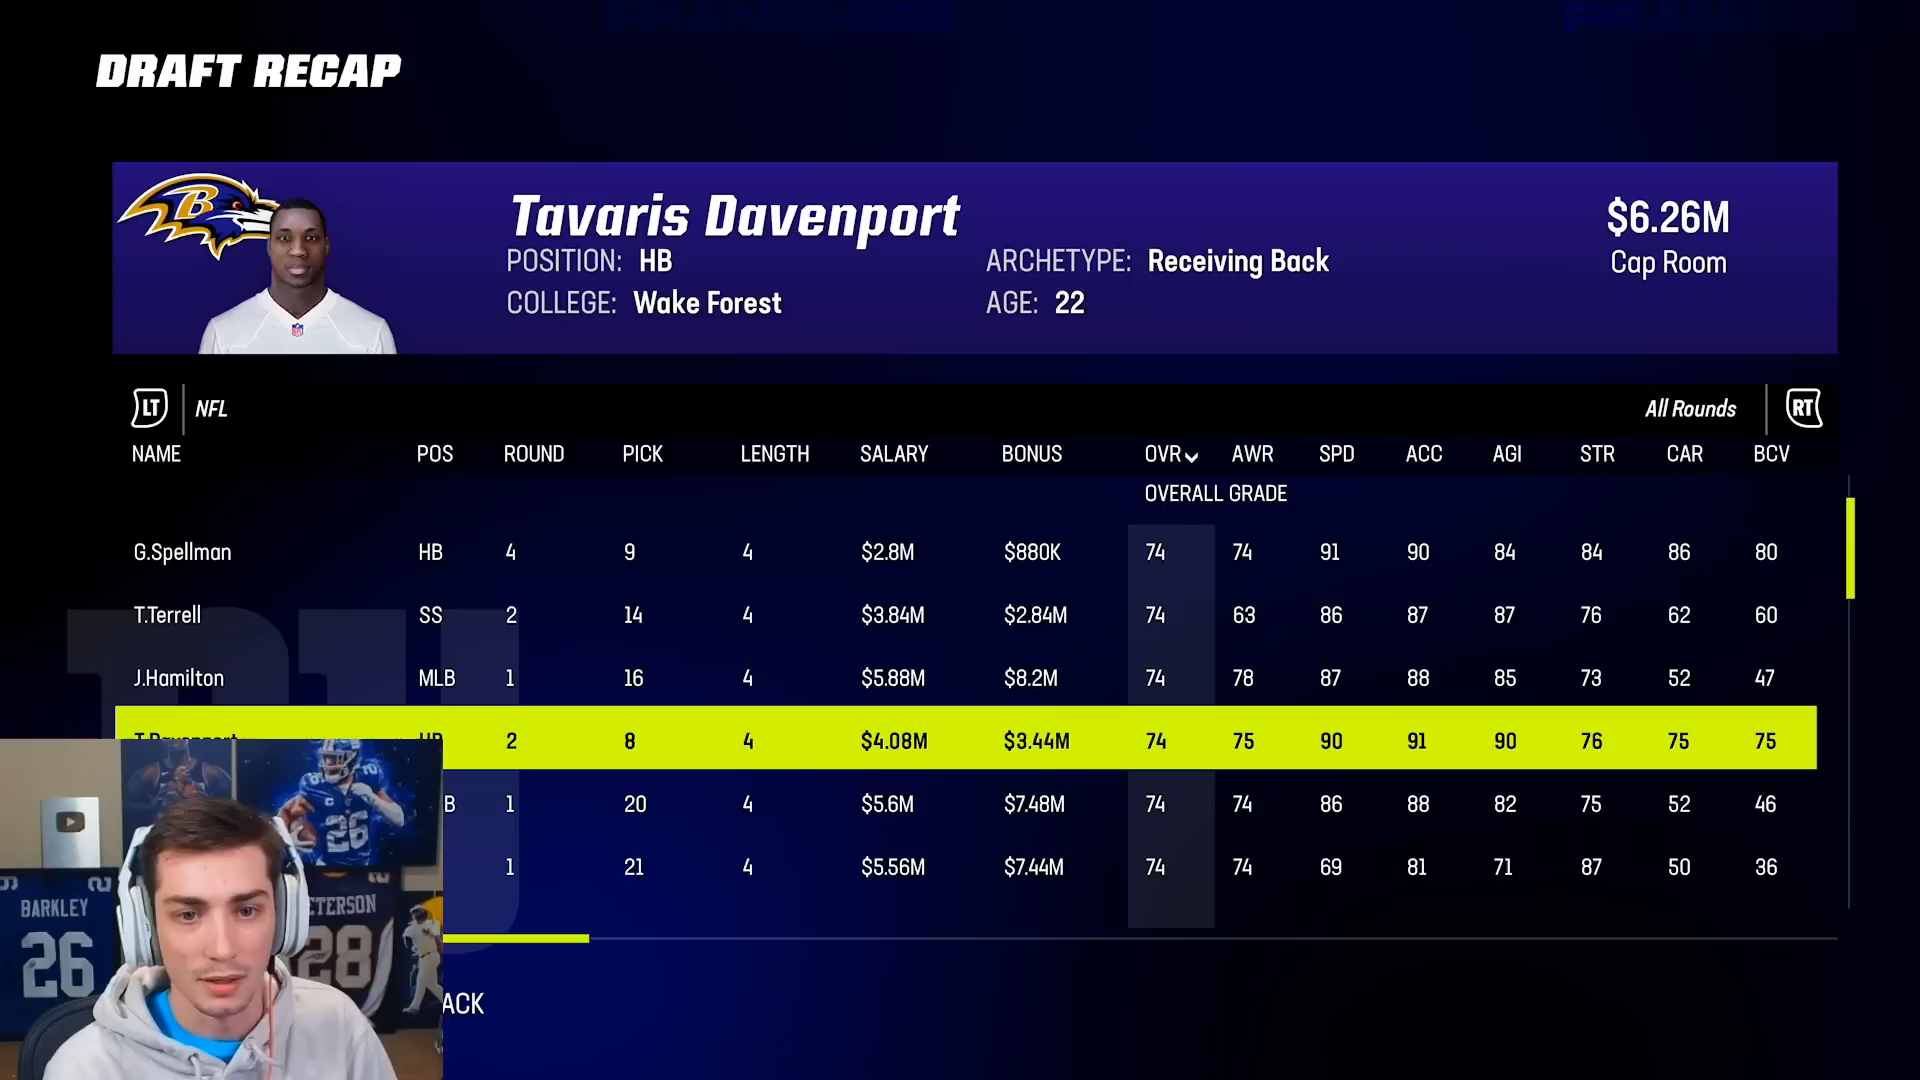 DRAFT RECAP
Tavaris Davenport
POSITION: HB
ARCHETYPE: Receiving Back
COLLEGE: Wake Forest
AGE: 22
$6.26M
Cap Room
LT NFL All Rounds RT
NAME POS ROUND PICK LENGTH SALARY BONUS OVR AWR SPD ACC AGI STR CAR BCV
OVERALL GRADE
G.Spellman HB 4 9 4 $2.8M $880K 74 74 91 90 84 84 86 80
T.Terrell SS 2 14 4 $3.84M $2.84M 74 63 86 87 87 76 62 60
J.Hamilton MLB 1 16 4 $5.88M $8.2M 74 78 87 88 85 73 52 47
T.Davenport HB 2 8 4 $4.08M $3.44M 74 75 90 91 90 76 75 75
B 1 20 4 $5.6M $7.48M 74 74 86 88 82 75 52 46
1 21 4 $5.56M $7.44M 74 74 69 81 71 87 50 36
ACK
26
BARKLEY
26
ETERSON
28